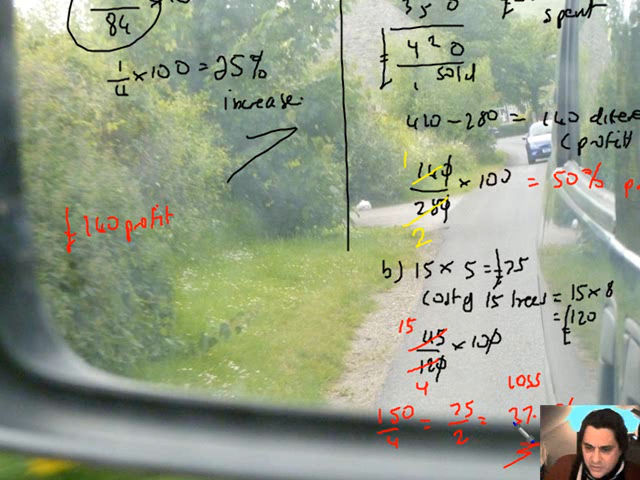 84
1/4 × 100 = 25%
increase
£140 profit
350
spent
£420
sold
420 - 280 = 140
(profit
1
140/280 × 100 = 50%
2
b) 15 × 5 = £75
cost of 15 trees = 15 × 8
= £120
15
45/120 × 100
4
loss
150/4 = 75/2 = 37.